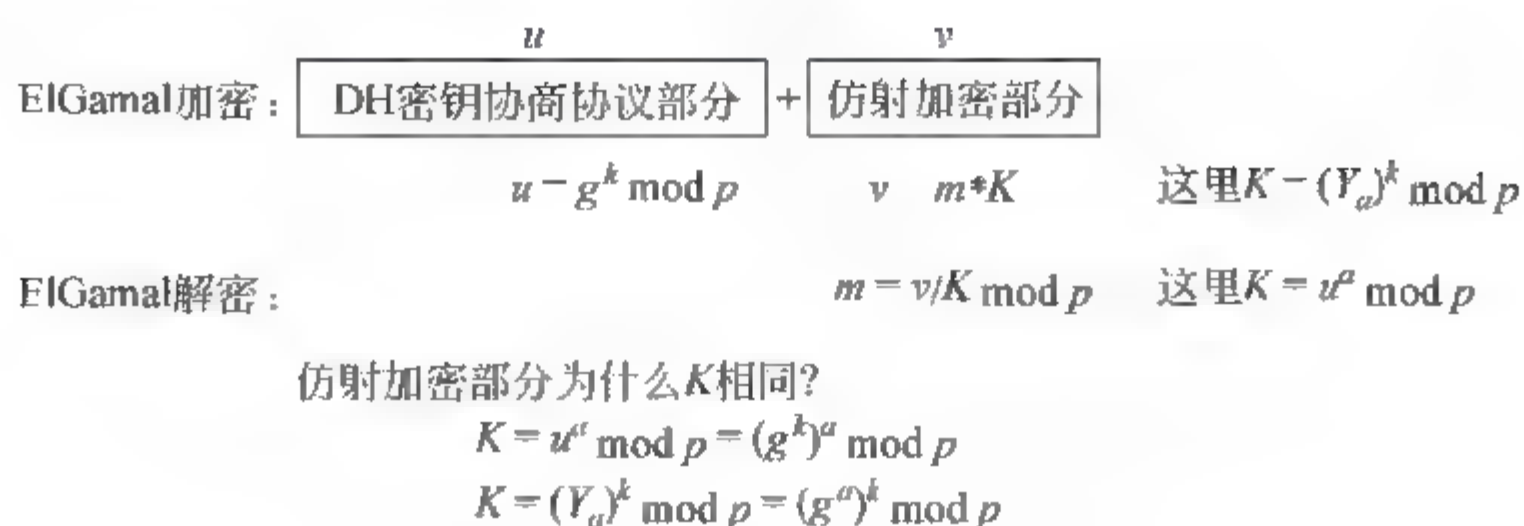 u v
ElGamal加密： DH密钥协商协议部分 + 仿射加密部分
u－g^k mod p v m*K 这里K－(Y_a)^k mod p
ElGamal解密： m = v/K mod p 这里K = u^a mod p
仿射加密部分为什么K相同?
K = u^a mod p = (g^k)^a mod p
K = (Y_a)^k mod p = (g^a)^k mod p